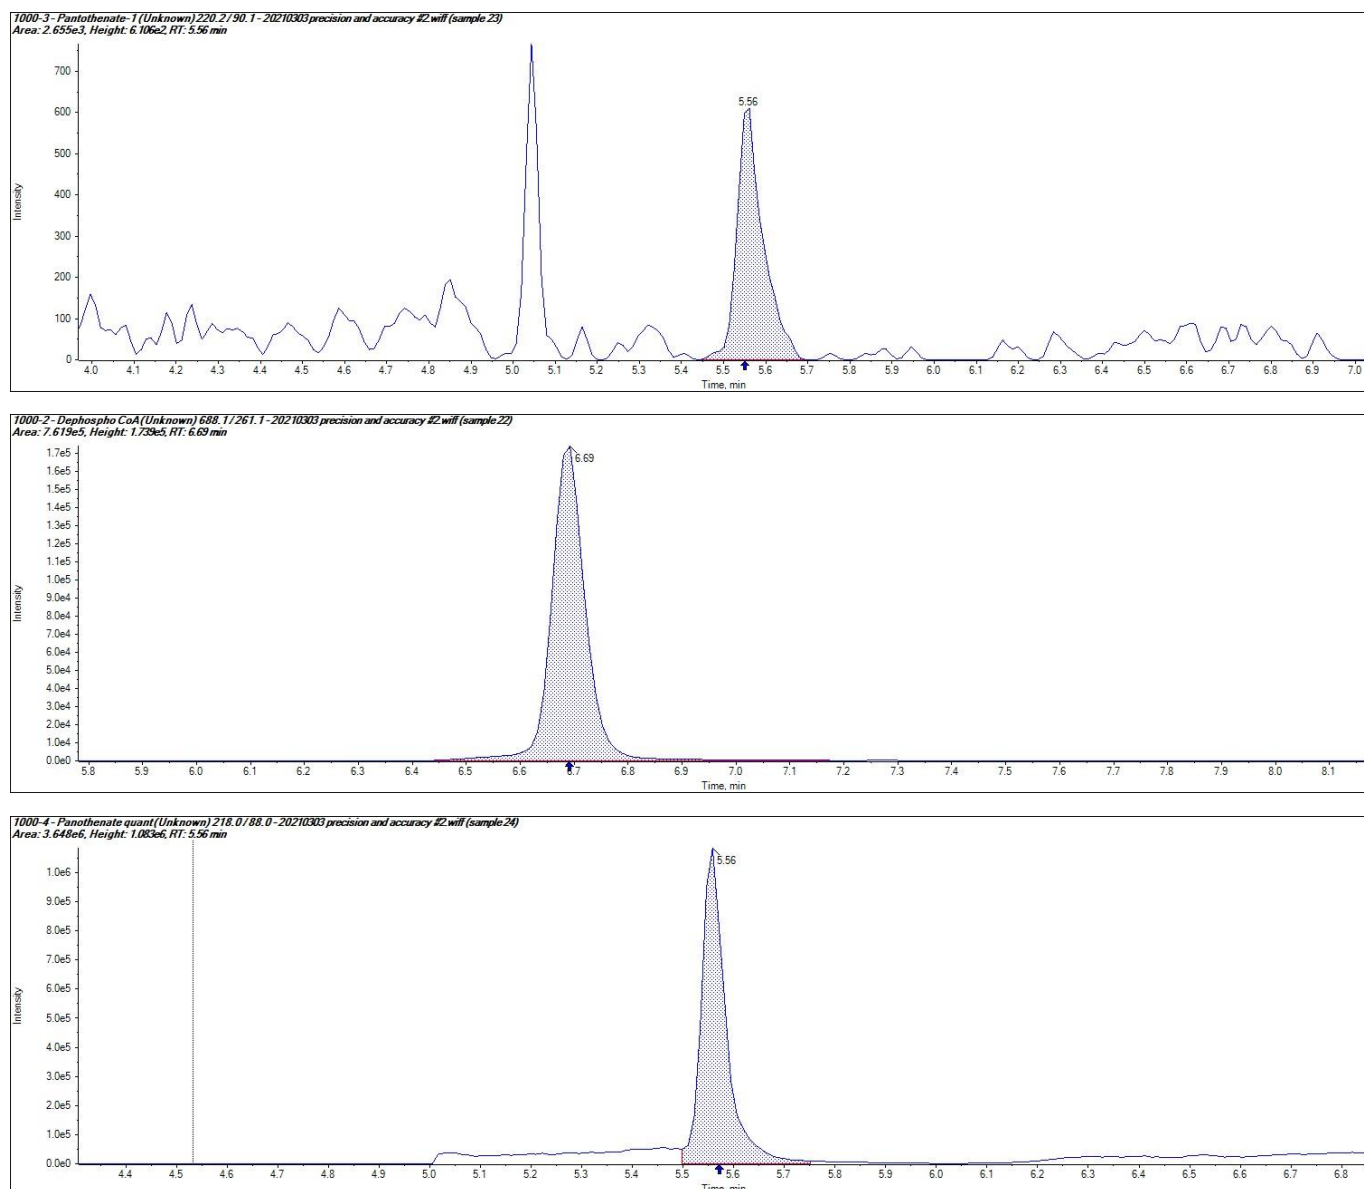 1000-3 - Pantothenate-1 (Unknown) 220.2 / 90.1 - 20210303 precision and accuracy #2.wiff (sample 23)
Area: 2.655e3, Height: 6.106e2, RT: 5.56 min
700
600
500
400
300
200
100
0
Intensity
5.56
4.0 4.1 4.2 4.3 4.4 4.5 4.6 4.7 4.8 4.9 5.0 5.1 5.2 5.3 5.4 5.5 5.6 5.7 5.8 5.9 6.0 6.1 6.2 6.3 6.4 6.5 6.6 6.7 6.8 6.9 7.0
Time, min
1000-2 - Dephospho CoA (Unknown) 688.1 / 261.1 - 20210303 precision and accuracy #2.wiff (sample 22)
Area: 7.619e5, Height: 1.739e5, RT: 6.69 min
1.7e5
1.6e5
1.5e5
1.4e5
1.3e5
1.2e5
1.1e5
1.0e5
9.0e4
8.0e4
7.0e4
6.0e4
5.0e4
4.0e4
3.0e4
2.0e4
1.0e4
0.0e0
Intensity
6.69
5.8 5.9 6.0 6.1 6.2 6.3 6.4 6.5 6.6 6.7 6.8 6.9 7.0 7.1 7.2 7.3 7.4 7.5 7.6 7.7 7.8 7.9 8.0 8.1
Time, min
1000-4 - Panothenate quant (Unknown) 218.0 / 88.0 - 20210303 precision and accuracy #2.wiff (sample 24)
Area: 3.648e6, Height: 1.083e6, RT: 5.56 min
1.0e6
9.0e5
8.0e5
7.0e5
6.0e5
5.0e5
4.0e5
3.0e5
2.0e5
1.0e5
0.0e0
Intensity
5.56
4.4 4.5 4.6 4.7 4.8 4.9 5.0 5.1 5.2 5.3 5.4 5.5 5.6 5.7 5.8 5.9 6.0 6.1 6.2 6.3 6.4 6.5 6.6 6.7 6.8
Time, min